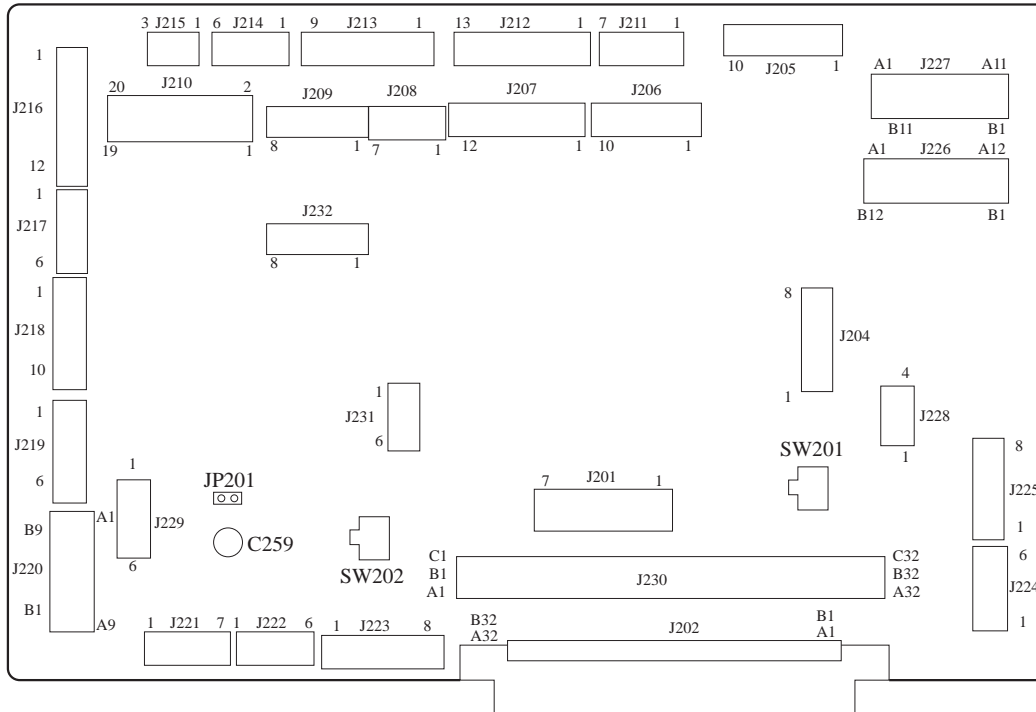 3 J215 1 6 J214 1 9 J213 1 13 J212 1 7 J211 1
10 J205 1
A1 J227 A11
B11 B1
1
J216
12
20 J210 2
19 1
J209
8 1
J208
7 1
J207
12 1
J206
10 1
A1 J226 A12
B12 B1
1
J217
6
J232
8 1
1
J218
10
8
J204
1
4
J228
1
1
J231
6
1
J219
6
SW201
8
J225
1
JP201
1
J229
6
7 J201 1
C259
SW202
B9 A1
J220
B1 A9
C1 C32
B1 J230 B32
A1 A32
6
J224
1
1 J221 7 1 J222 6 1 J223 8
B32 J202 B1
A32 A1